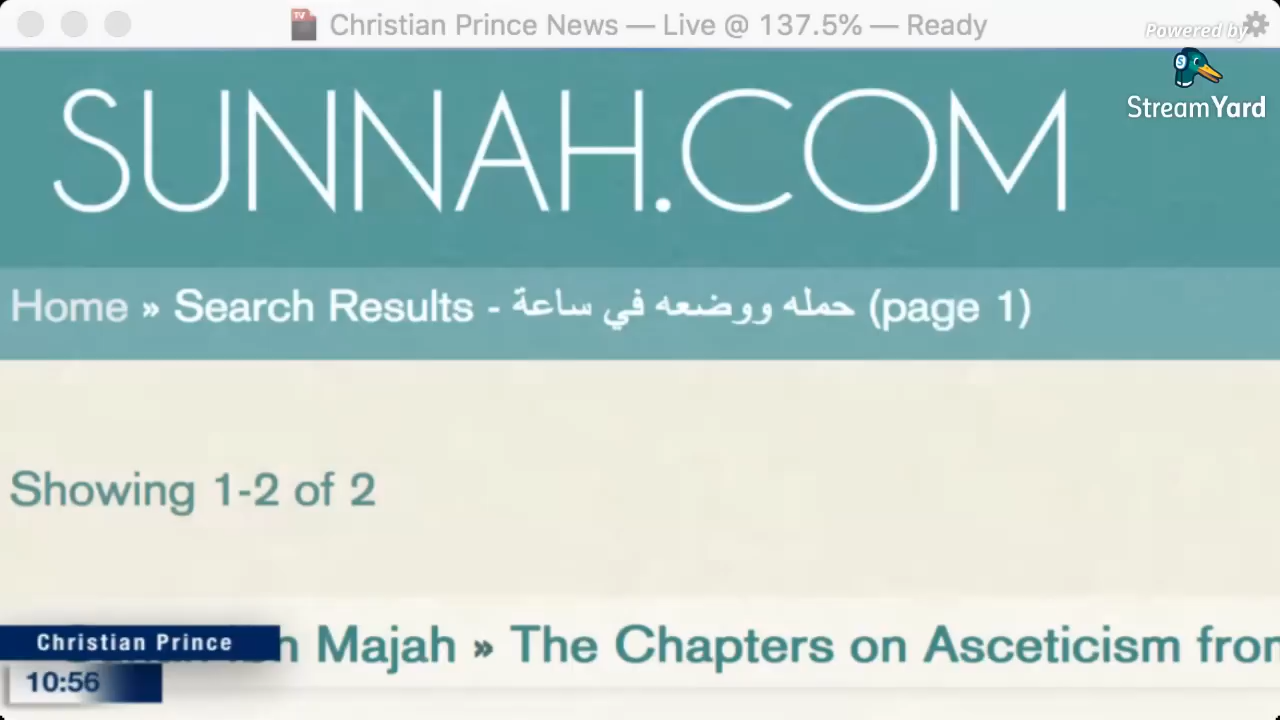 Christian Prince News — Live @ 137.5% — Ready
Powered by
StreamYard
SUNNAH.COM
Home » Search Results - حمله ووضعه في ساعة (page 1)
Showing 1-2 of 2
Majah » The Chapters on Asceticism
Christian Prince
10:56